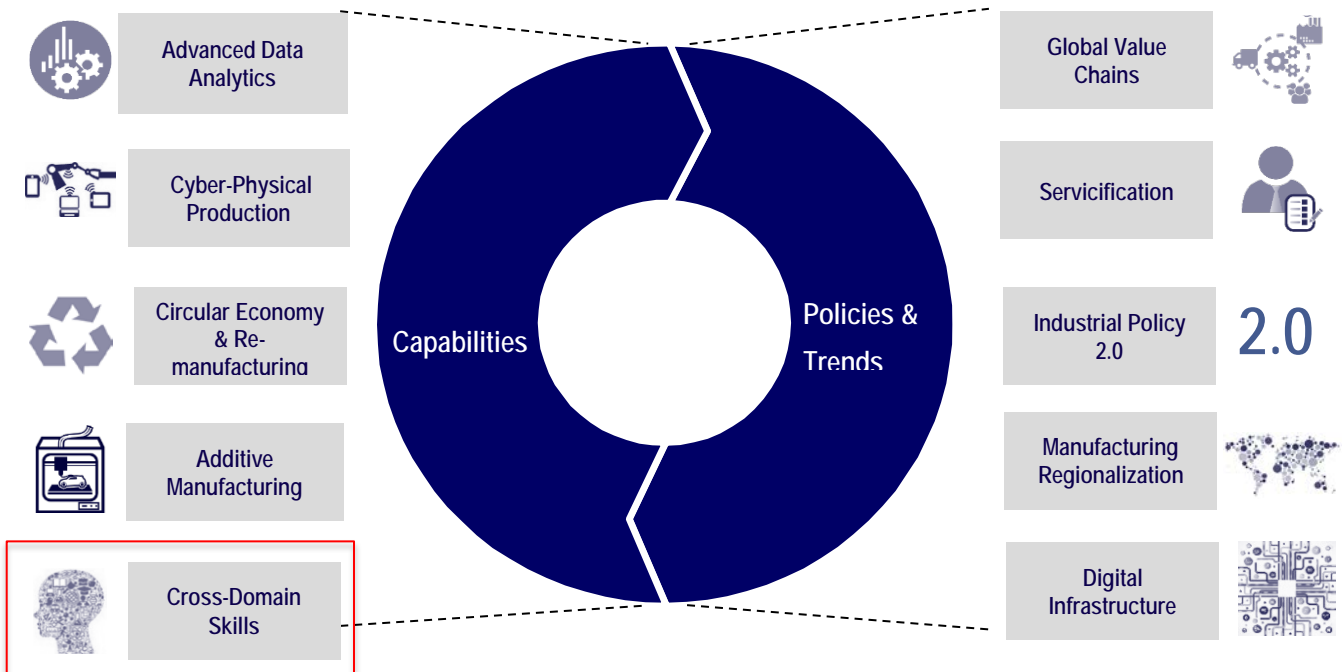 Advanced Data
Analytics
Cyber-Physical
Production
Circular Economy
& Re-
manufacturing
Additive
Manufacturing
Cross-Domain
Skills
Capabilities
Policies &
Trends
Global Value
Chains
Servicification
Industrial Policy
2.0
2.0
Manufacturing
Regionalization
Digital
Infrastructure